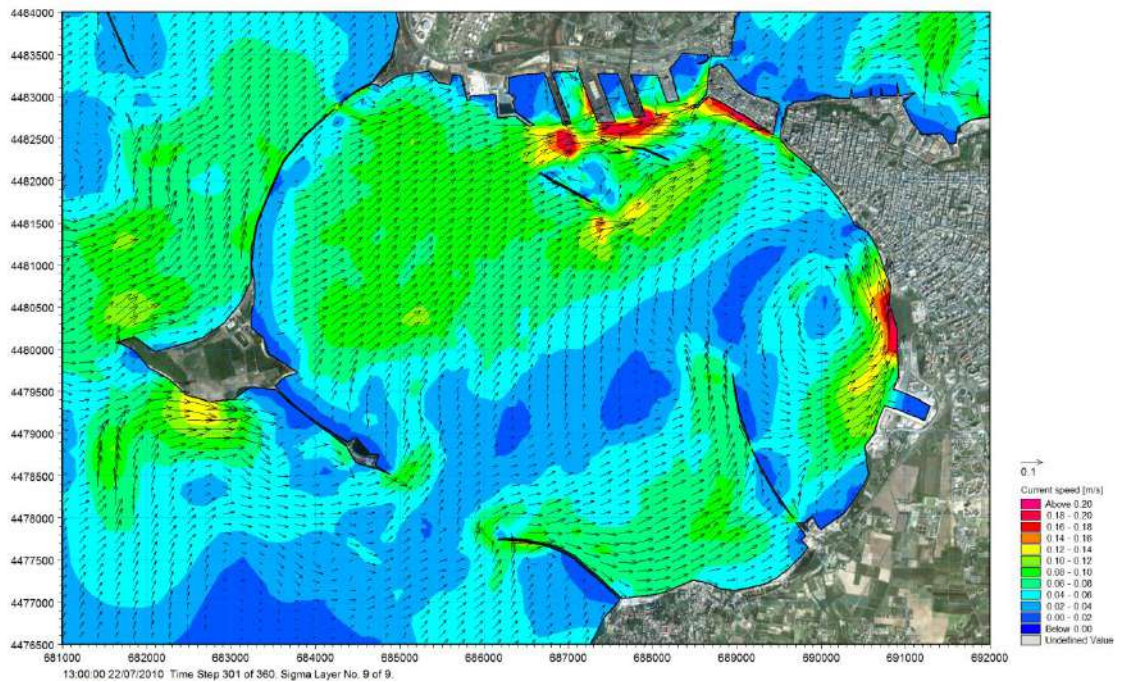 4484000
4483500
4483000
4482500
4482000
4481500
4481000
4480500
4480000
4479500
4479000
4478500
4478000
4477500
4477000
4476500
681000 682000 683000 684000 685000 686000 687000 688000 689000 690000 691000 692000
13:00:00 22/07/2010 Time Step 301 of 360. Sigma Layer No. 9 of 9.
0.1
Current speed [m/s]
Above 0.20
0.18 - 0.20
0.16 - 0.18
0.14 - 0.16
0.12 - 0.14
0.10 - 0.12
0.08 - 0.10
0.06 - 0.08
0.04 - 0.06
0.02 - 0.04
0.00 - 0.02
Below 0.00
Undefined Value